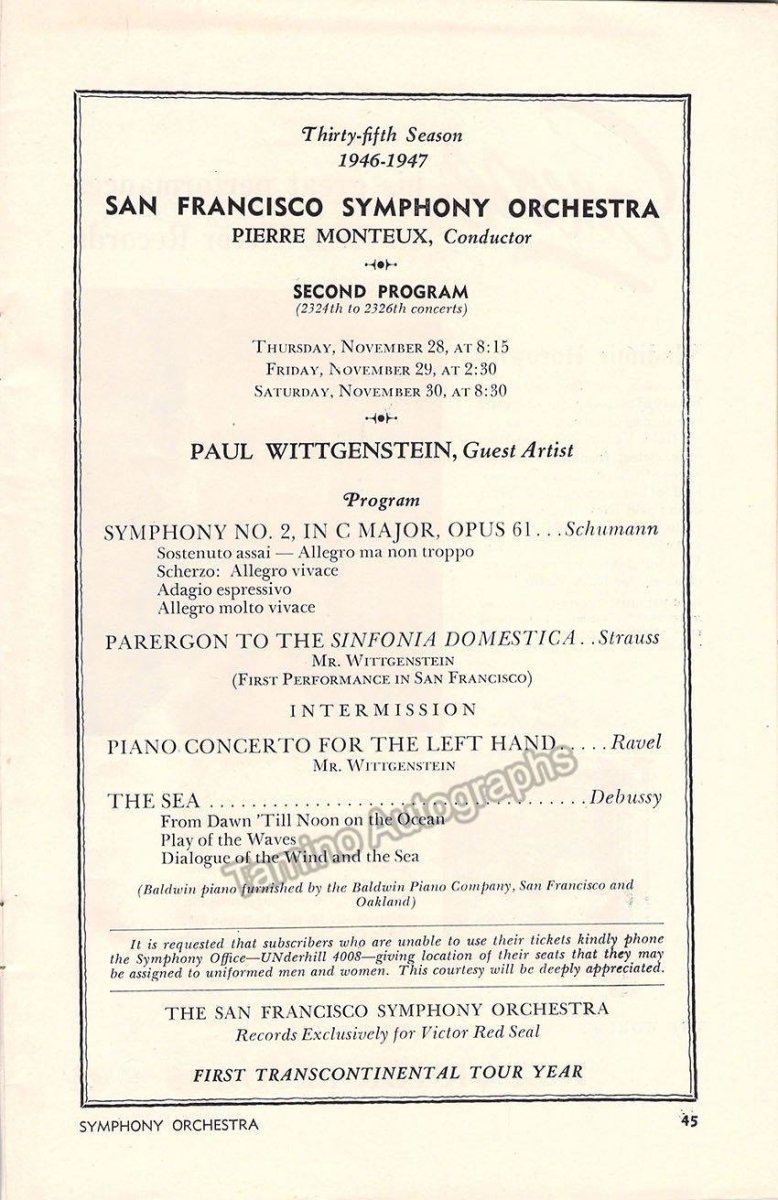 Thirty-fifth Season
1946-1947
SAN FRANCISCO SYMPHONY ORCHESTRA
PIERRE MONTEUX, Conductor
SECOND PROGRAM
(2324th to 2326th concerts)
THURSDAY, NOVEMBER 28, AT 8:15
FRIDAY, NOVEMBER 29, AT 2:30
SATURDAY, NOVEMBER 30, AT 8:30
PAUL WITTGENSTEIN, Guest Artist
Program
SYMPHONY NO. 2, IN C MAJOR, OPUS 61...Schumann
Sostenuto assai — Allegro ma non troppo
Scherzo: Allegro vivace
Adagio espressivo
Allegro molto vivace
PARERGON TO THE SINFONIA DOMESTICA..Strauss
MR. WITTGENSTEIN
(FIRST PERFORMANCE IN SAN FRANCISCO)
INTERMISSION
PIANO CONCERTO FOR THE LEFT HAND.....Ravel
MR. WITTGENSTEIN
THE SEA ....................................Debussy
From Dawn 'Till Noon on the Ocean
Play of the Waves
Dialogue of the Wind and the Sea
Tamino Autographs
(Baldwin piano furnished by the Baldwin Piano Company, San Francisco and
Oakland)
It is requested that subscribers who are unable to use their tickets kindly phone
the Symphony Office—UNderhill 4008—giving location of their seats that they may
be assigned to uniformed men and women. This courtesy will be deeply appreciated.
THE SAN FRANCISCO SYMPHONY ORCHESTRA
Records Exclusively for Victor Red Seal
FIRST TRANSCONTINENTAL TOUR YEAR
SYMPHONY ORCHESTRA
45